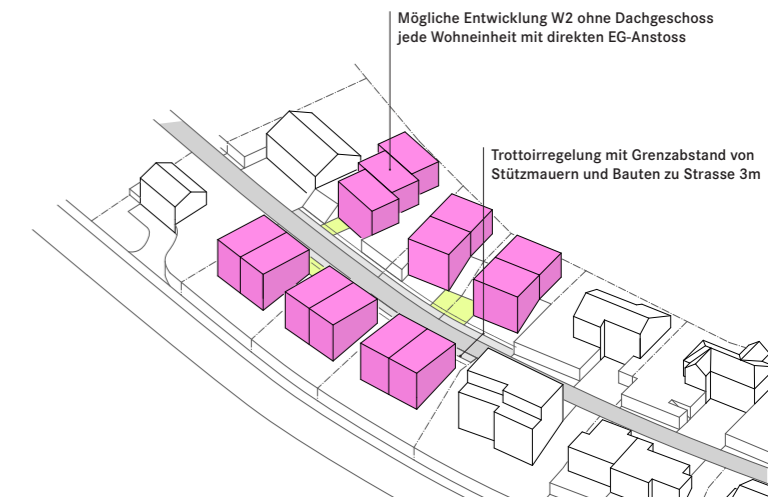 Mögliche Entwicklung W2 ohne Dachgeschoss
jede Wohneinheit mit direkten EG-Anstoss
Trottoirregelung mit Grenzabstand von
Stützmauern und Bauten zu Strasse 3m